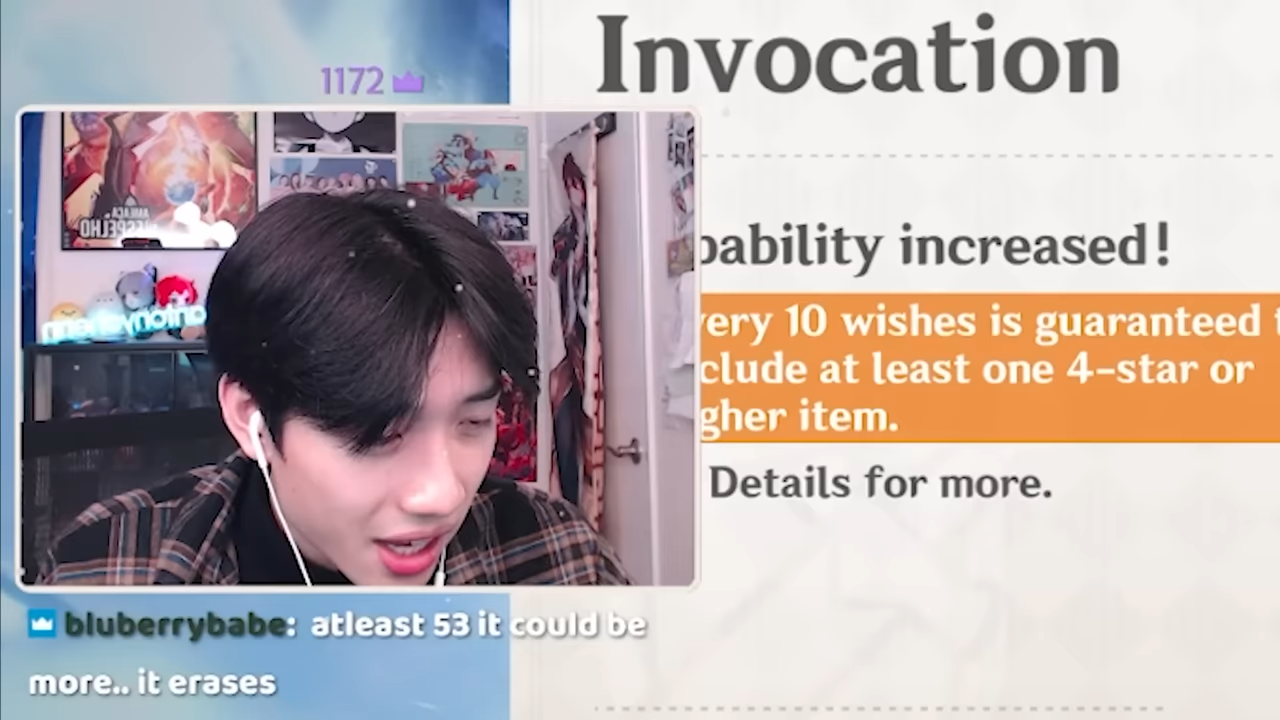 Invocation
1172
pability increased!
very 10 wishes is guaranteed
clude at least one 4-star or
gher item.
Details for more.
bluberrybabe: atleast 53 it could be
more.. it erases